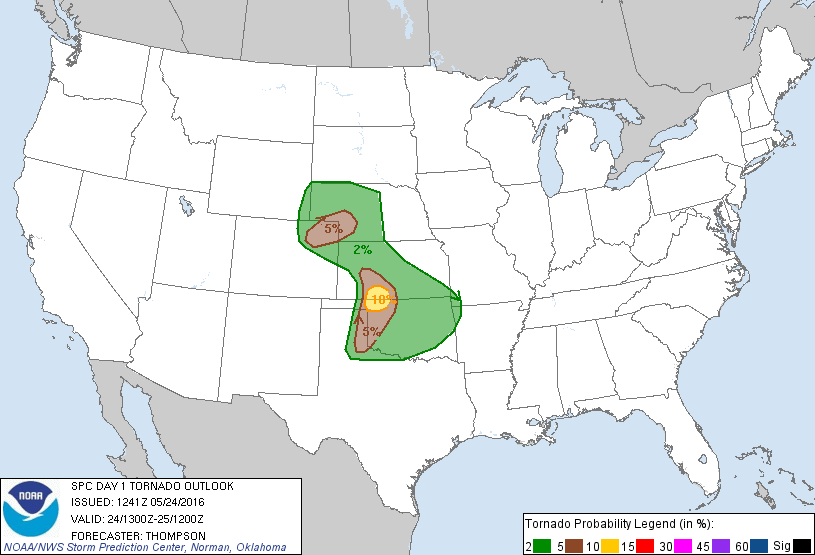 5%
2%
10%
5%
NOAA
SPC DAY 1 TORNADO OUTLOOK
ISSUED: 1241Z 05/24/2016
VALID: 24/1300Z-25/1200Z
FORECASTER: THOMPSON
NOAA/NWS Storm Prediction Center, Norman, Oklahoma
Tornado Probability Legend (in %):
2 5 10 15 30 45 60 Sig